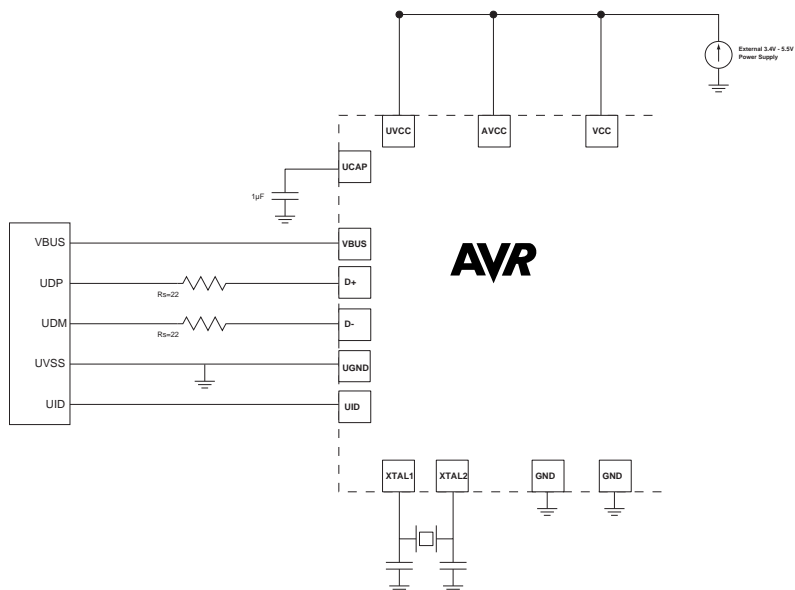 External 3.4V - 5.5V
Power Supply
UVCC
AVCC
VCC
UCAP
1µF
VBUS
VBUS
AVR
UDP
Rs=22
D+
UDM
Rs=22
D-
UVSS
UGND
UID
UID
XTAL1
XTAL2
GND
GND